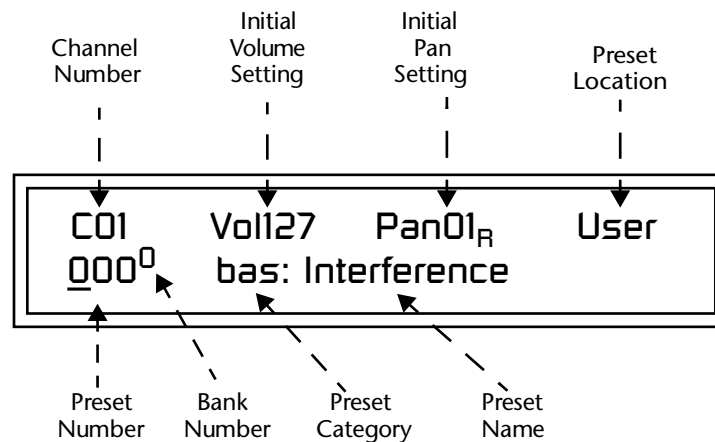 Channel
Number
Initial
Volume
Setting
Initial
Pan
Setting
Preset
Location
C01 Vol127 Pan01R User
000⁰ bas: Interference
Preset
Number
Bank
Number
Preset
Category
Preset
Name